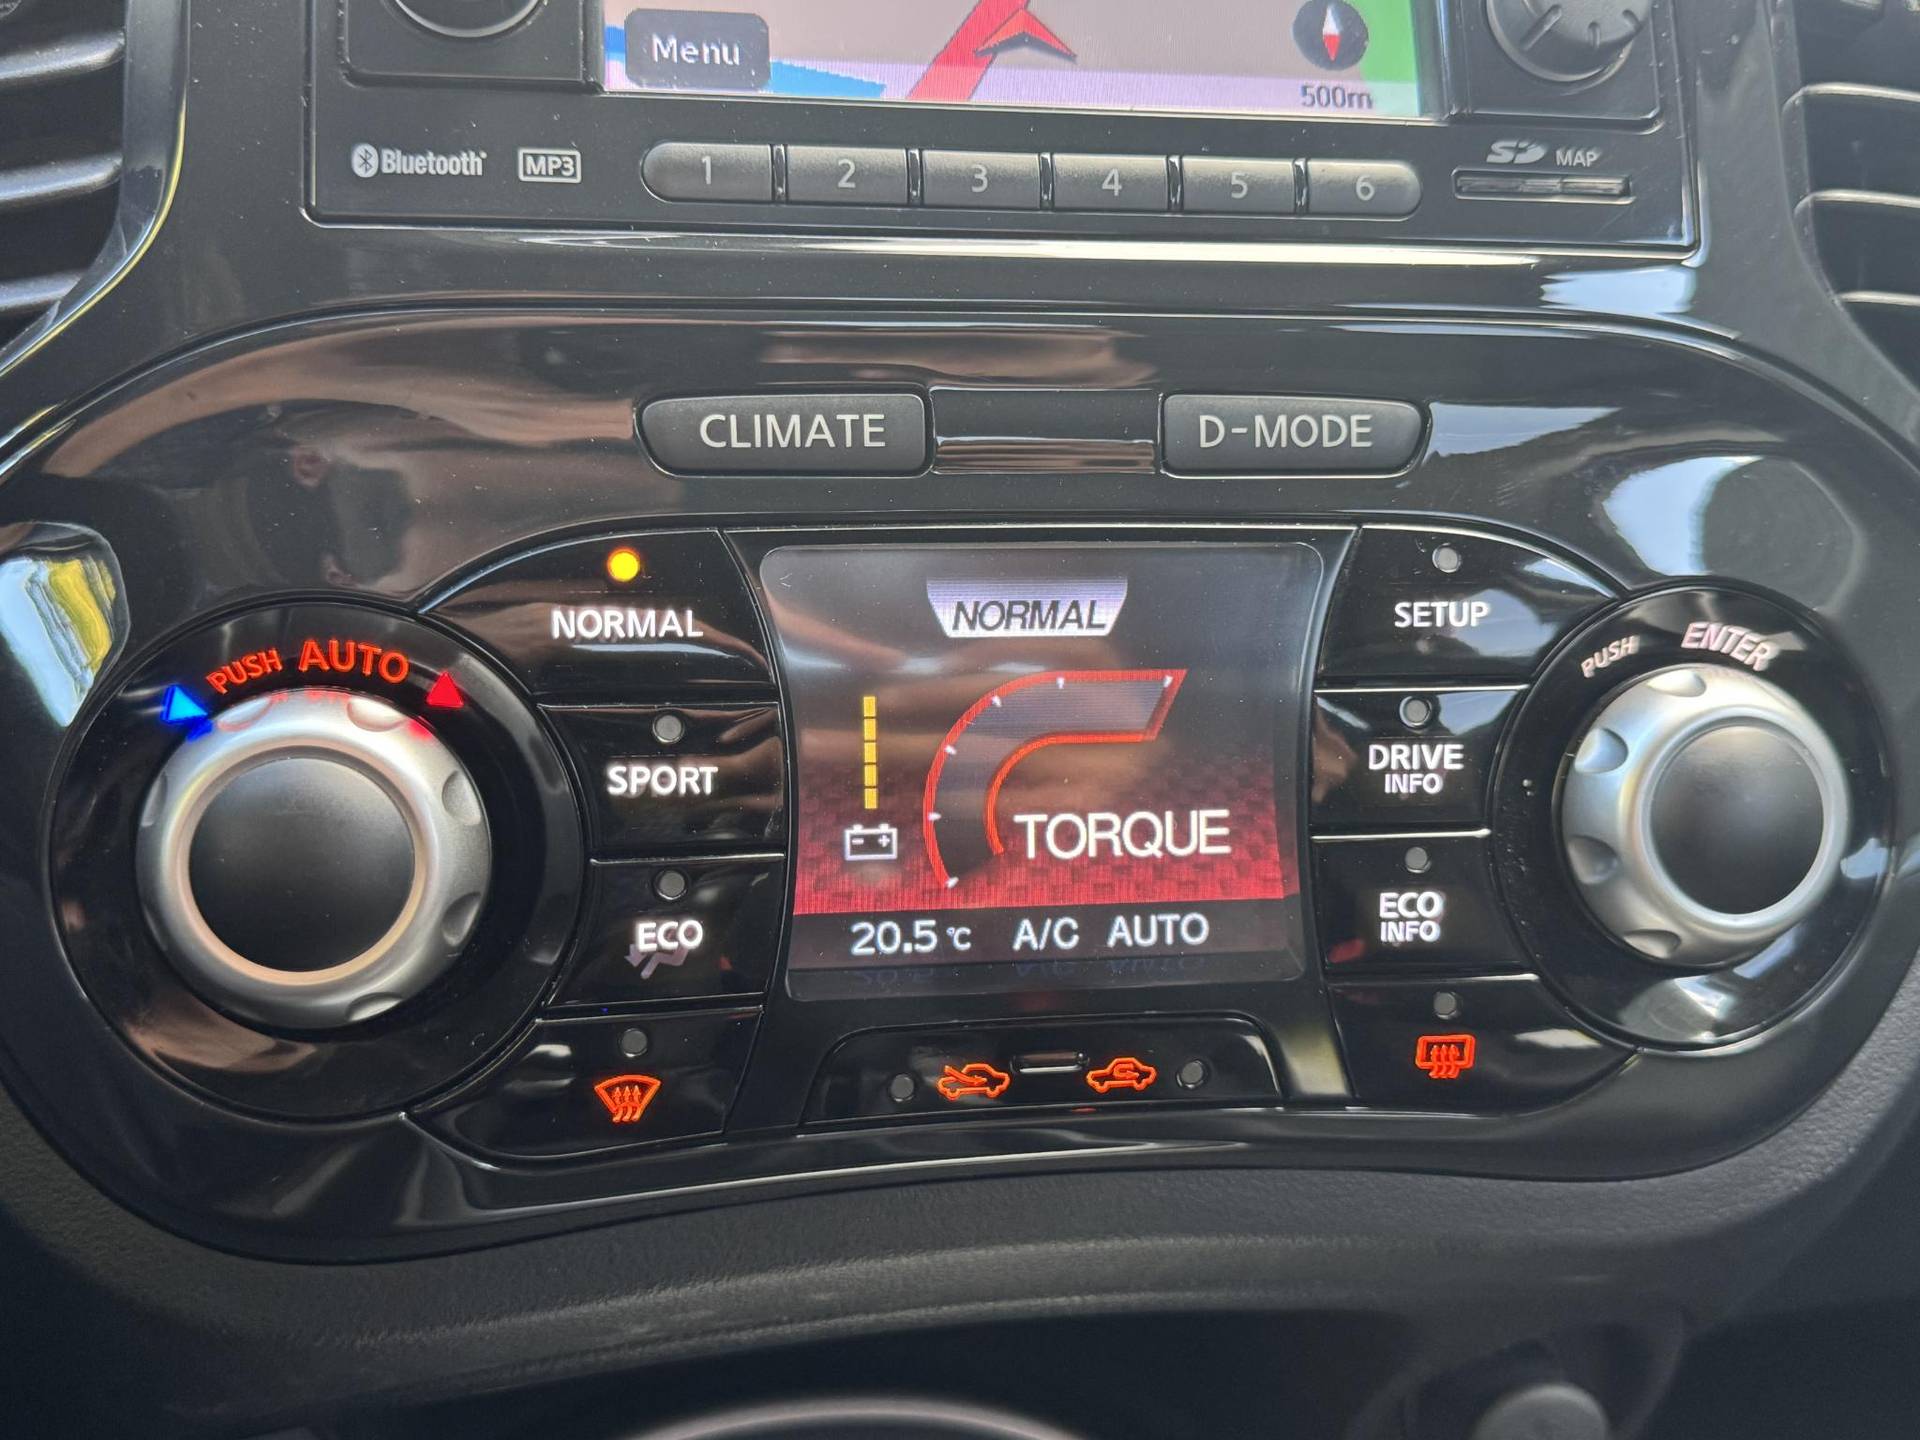 Menu
500m
Bluetooth MP3
1 2 3 4 5 6
SD MAP
CLIMATE D-MODE
NORMAL
NORMAL
SETUP
PUSH AUTO
PUSH ENTER
SPORT
DRIVE
INFO
TORQUE
ECO
ECO
INFO
20.5 °C A/C AUTO